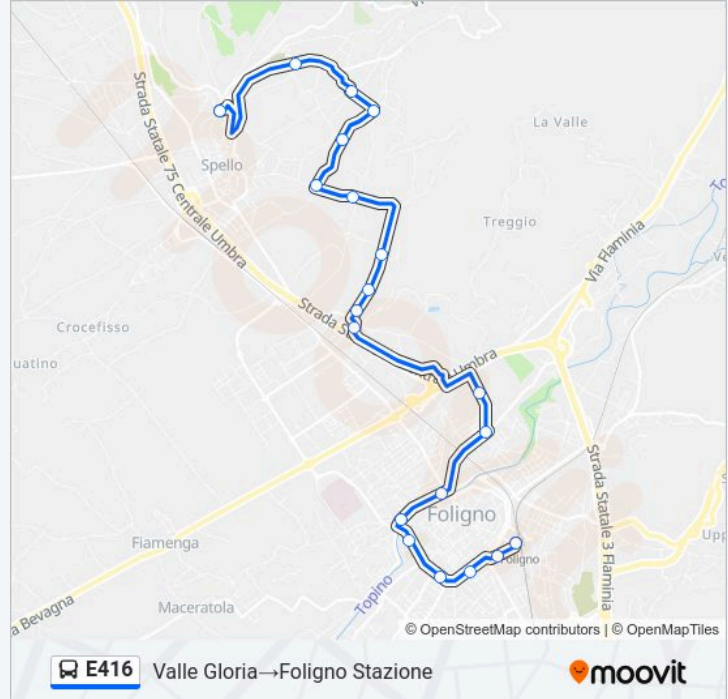 La Valle
Strada Statale 75 Centrale Umbra
Spello
Treggio
Via Flaminia
Crocefisso
uatino
Strada S
Umbra
Foligno
Fiamenga
Foligno
Strada Statale 3 Flaminia
Upp
Maceratola
Topino
a Bevagna
© OpenStreetMap contributors | © OpenMapTiles
E416 Valle Gloria→Foligno Stazione moovit